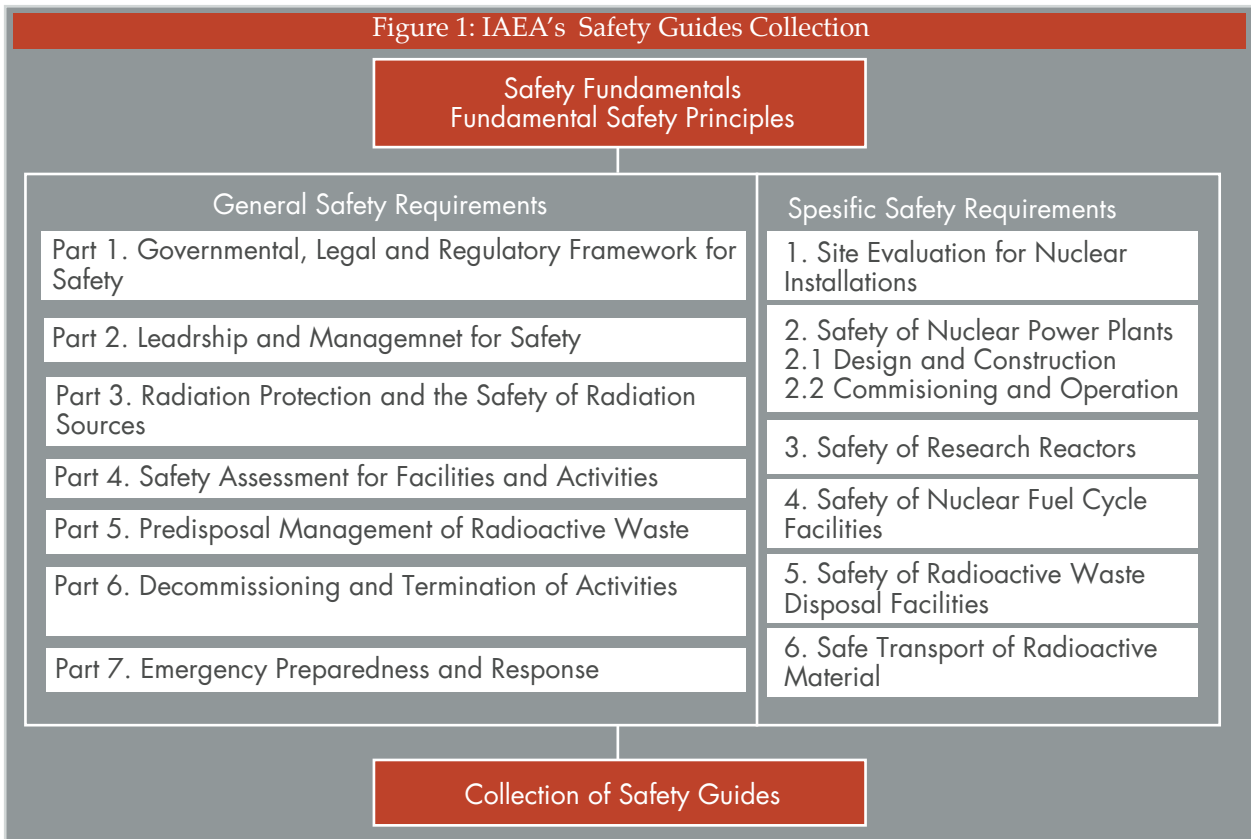 Figure 1: IAEA's Safety Guides Collection
Safety Fundamentals
Fundamental Safety Principles
General Safety Requirements
Part 1. Governmental, Legal and Regulatory Framework for
Safety
Part 2. Leadrship and Managemnet for Safety
Part 3. Radiation Protection and the Safety of Radiation
Sources
Part 4. Safety Assessment for Facilities and Activities
Part 5. Predisposal Management of Radioactive Waste
Part 6. Decommissioning and Termination of Activities
Part 7. Emergency Preparedness and Response
Spesific Safety Requirements
1. Site Evaluation for Nuclear
Installations
2. Safety of Nuclear Power Plants
2.1 Design and Construction
2.2 Commisioning and Operation
3. Safety of Research Reactors
4. Safety of Nuclear Fuel Cycle
Facilities
5. Safety of Radioactive Waste
Disposal Facilities
6. Safe Transport of Radioactive
Material
Collection of Safety Guides